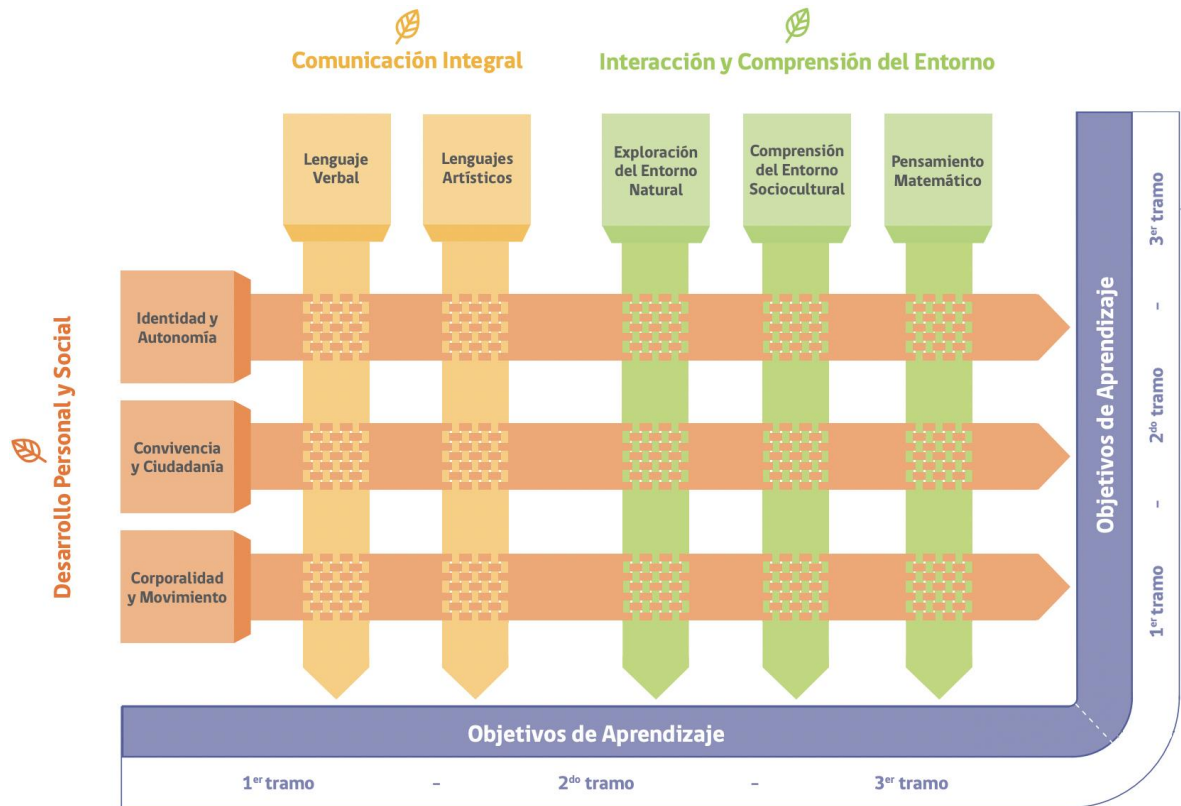 Comunicación Integral
Interacción y Comprensión del Entorno
Lenguaje
Verbal
Lenguajes
Artísticos
Exploración
del Entorno
Natural
Comprensión
del Entorno
Sociocultural
Pensamiento
Matemático
Desarrollo Personal y Social
Identidad y
Autonomía
Convivencia
y Ciudadanía
Corporalidad
y Movimiento
Objetivos de Aprendizaje
1er tramo – 2do tramo – 3er tramo
Objetivos de Aprendizaje
1er tramo – 2do tramo – 3er tramo